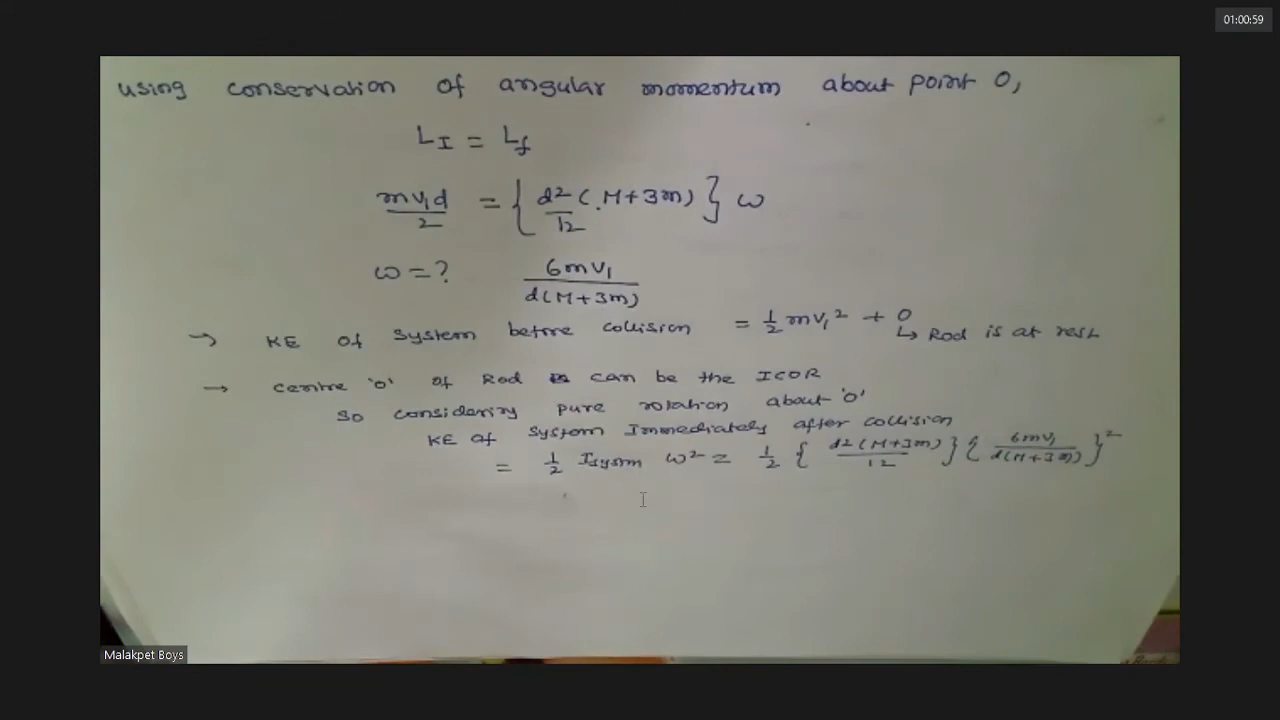 01:00:59
using conservation of angular momentum about point O,
L_I = L_f
mv₁d/2 = { d²/12 (M+3m) } ω
ω = ? 6mv₁/d(M+3m)
→ KE of system before collision = 1/2 mv₁² + 0
↳ Rod is at rest
→ centre 'O' of Rod can be the ICOR
so considering pure rotation about 'O'
KE of system Immediately after collision
= 1/2 Isystm ω² = 1/2 { d²(M+3m)/12 } { 6mv₁/d(M+3m) }²
Malakpet Boys